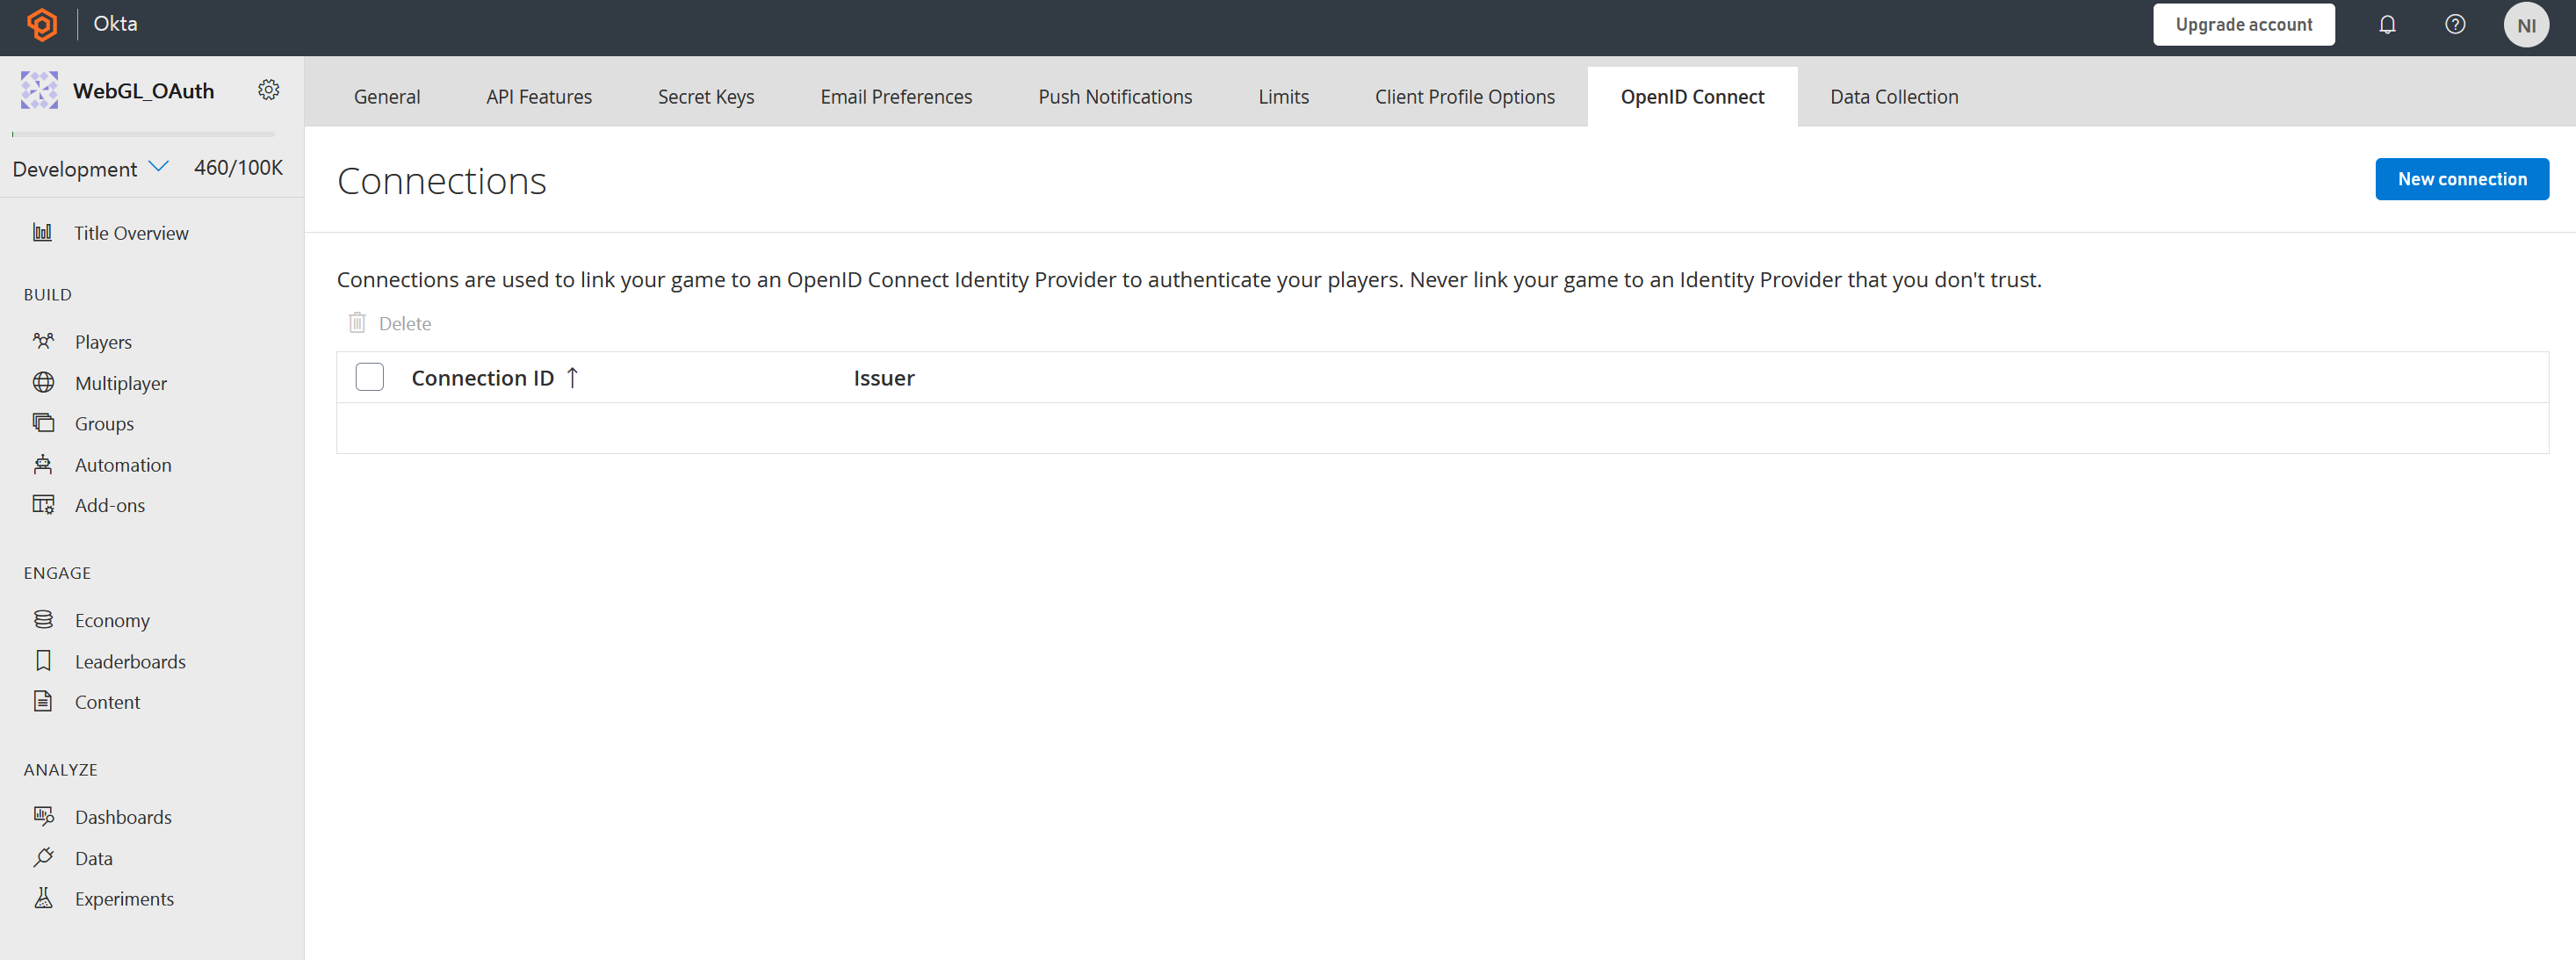 Okta
Upgrade account
NI
WebGL_OAuth
Development 460/100K
Title Overview
BUILD
Players
Multiplayer
Groups
Automation
Add-ons
ENGAGE
Economy
Leaderboards
Content
ANALYZE
Dashboards
Data
Experiments
General API Features Secret Keys Email Preferences Push Notifications Limits Client Profile Options OpenID Connect Data Collection
Connections
New connection
Connections are used to link your game to an OpenID Connect Identity Provider to authenticate your players. Never link your game to an Identity Provider that you don't trust.
Delete
Connection ID ↑ Issuer